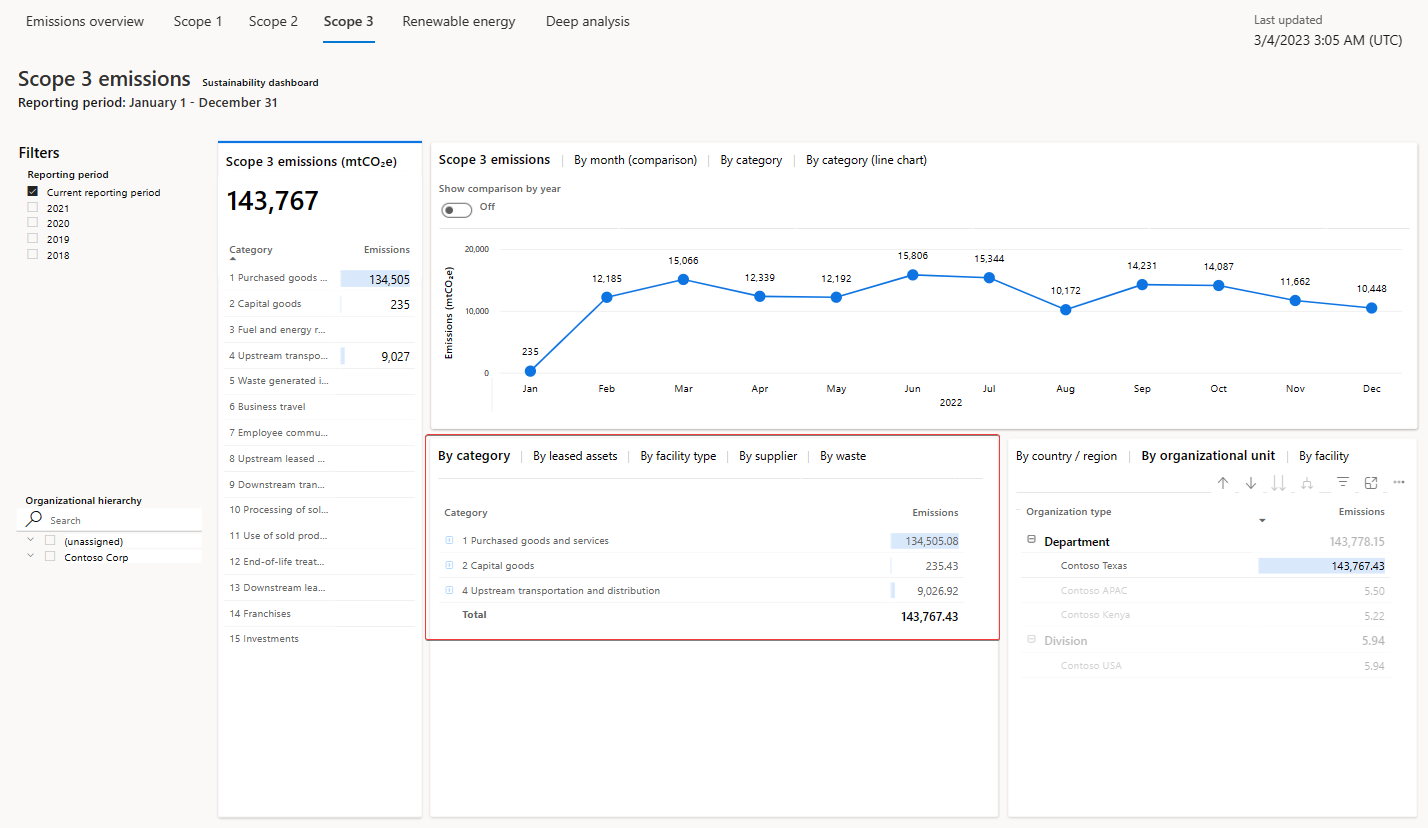 Emissions overview Scope 1 Scope 2 Scope 3 Renewable energy Deep analysis
Last updated
3/4/2023 3:05 AM (UTC)
Scope 3 emissions Sustainability dashboard
Reporting period: January 1 - December 31
Filters
Reporting period
Current reporting period
2021
2020
2019
2018
Organizational hierarchy
Search
(unassigned)
Contoso Corp
Scope 3 emissions (mtCO₂e)
143,767
Category Emissions
1 Purchased goods ... 134,505
2 Capital goods 235
3 Fuel and energy r...
4 Upstream transpo... 9,027
5 Waste generated i...
6 Business travel
7 Employee commu...
8 Upstream leased ...
9 Downstream tran...
10 Processing of sol...
11 Use of sold prod...
12 End-of-life treat...
13 Downstream lea...
14 Franchises
15 Investments
Scope 3 emissions By month (comparison) By category By category (line chart)
Show comparison by year
Off
Emissions (mtCO₂e)
20,000
10,000
0
235 12,185 15,066 12,339 12,192 15,806 15,344 10,172 14,231 14,087 11,662 10,448
Jan Feb Mar Apr May Jun Jul Aug Sep Oct Nov Dec
2022
By category By leased assets By facility type By supplier By waste
Category Emissions
1 Purchased goods and services 134,505.08
2 Capital goods 235.43
4 Upstream transportation and distribution 9,026.92
Total 143,767.43
By country / region By organizational unit By facility
Organization type Emissions
Department 143,778.15
Contoso Texas 143,767.43
Contoso APAC 5.50
Contoso Kenya 5.22
Division 5.94
Contoso USA 5.94